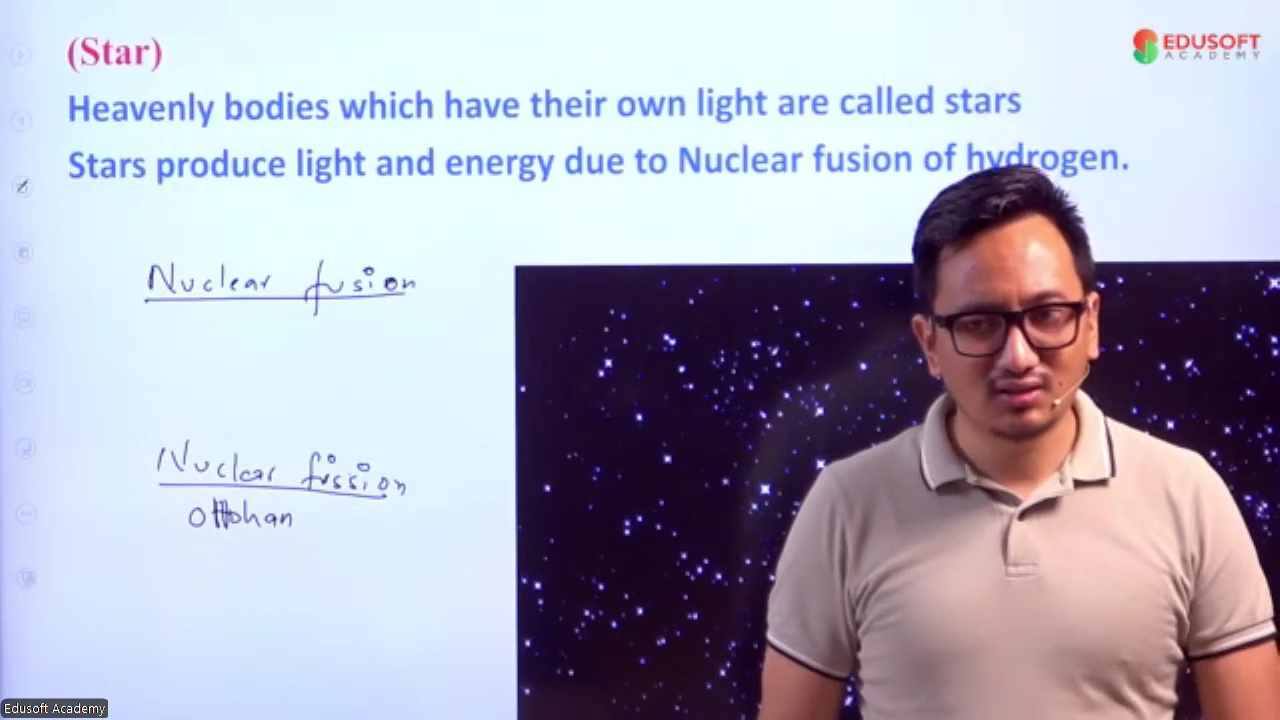 (Star)
EDUSOFT
ACADEMY
Heavenly bodies which have their own light are called stars
Stars produce light and energy due to Nuclear fusion of hydrogen.
Nuclear fusion
Nuclear fission
Ottohan
Edusoft Academy